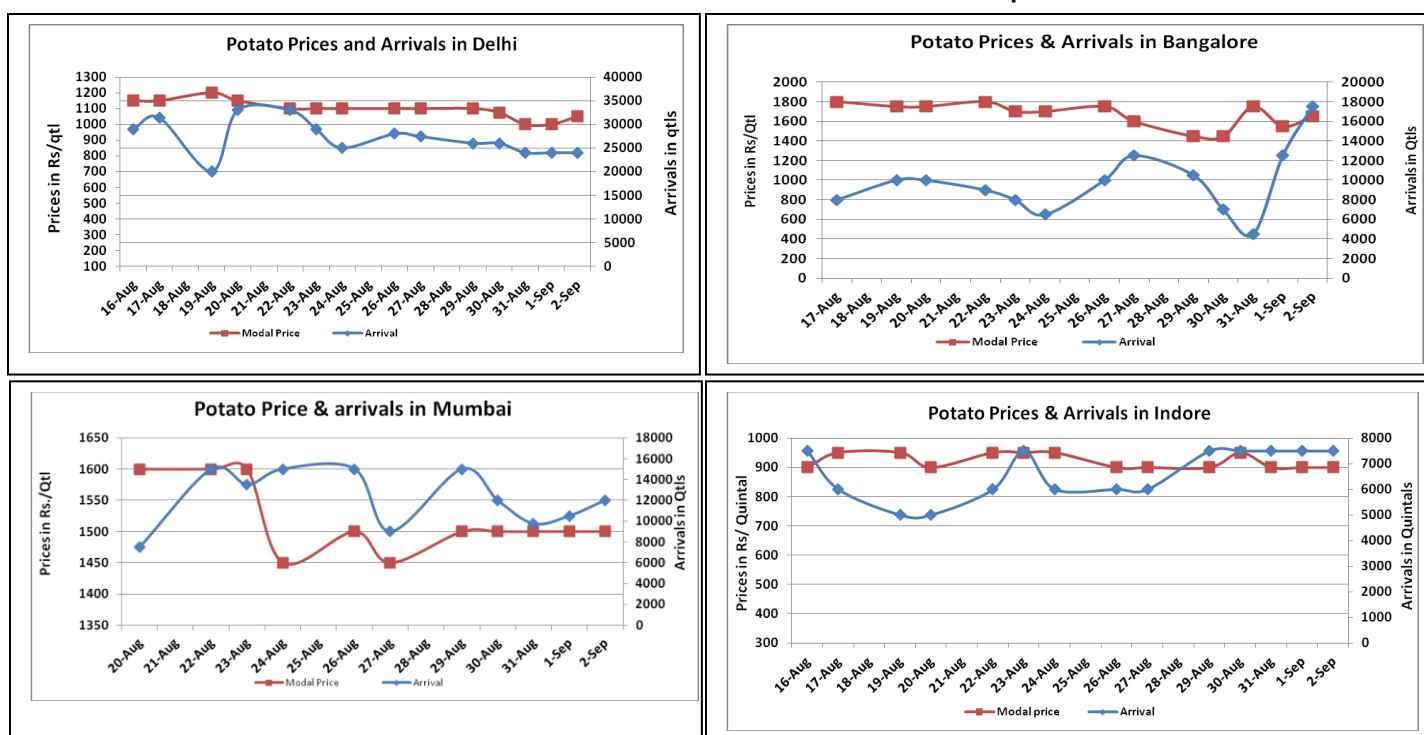 Potato Prices and Arrivals in Delhi
Prices in Rs/qtl
1300
1200
1100
1000
900
800
700
600
500
400
300
200
100
40000
35000
30000
25000
20000
15000
10000
5000
0
Arrivals in qtls
16-Aug
17-Aug
18-Aug
19-Aug
20-Aug
21-Aug
22-Aug
23-Aug
24-Aug
25-Aug
26-Aug
27-Aug
28-Aug
29-Aug
30-Aug
31-Aug
1-Sep
2-Sep
Modal Price
Arrival
Potato Prices & Arrivals in Bangalore
Prices in Rs/Qtl
2000
1800
1600
1400
1200
1000
800
600
400
200
0
20000
18000
16000
14000
12000
10000
8000
6000
4000
2000
0
Arrivals in Qtls
17-Aug
18-Aug
19-Aug
20-Aug
21-Aug
22-Aug
23-Aug
24-Aug
25-Aug
26-Aug
27-Aug
28-Aug
29-Aug
30-Aug
31-Aug
1-Sep
2-Sep
Modal Price
Arrival
Potato Price & arrivals in Mumbai
Prices in Rs./Qtl
1650
1600
1550
1500
1450
1400
1350
18000
16000
14000
12000
10000
8000
6000
4000
2000
0
Arrivals in Qtls
20-Aug
21-Aug
22-Aug
23-Aug
24-Aug
25-Aug
26-Aug
27-Aug
28-Aug
29-Aug
30-Aug
31-Aug
1-Sep
2-Sep
Modal Price
Arrival
Potato Prices & Arrivals in Indore
Prices in Rs/ Quintal
1000
900
800
700
600
500
400
300
8000
7000
6000
5000
4000
3000
2000
1000
0
Arrivals in Quintals
16-Aug
17-Aug
18-Aug
19-Aug
20-Aug
21-Aug
22-Aug
23-Aug
24-Aug
25-Aug
26-Aug
27-Aug
28-Aug
29-Aug
30-Aug
31-Aug
1-Sep
2-Sep
Modal price
Arrival